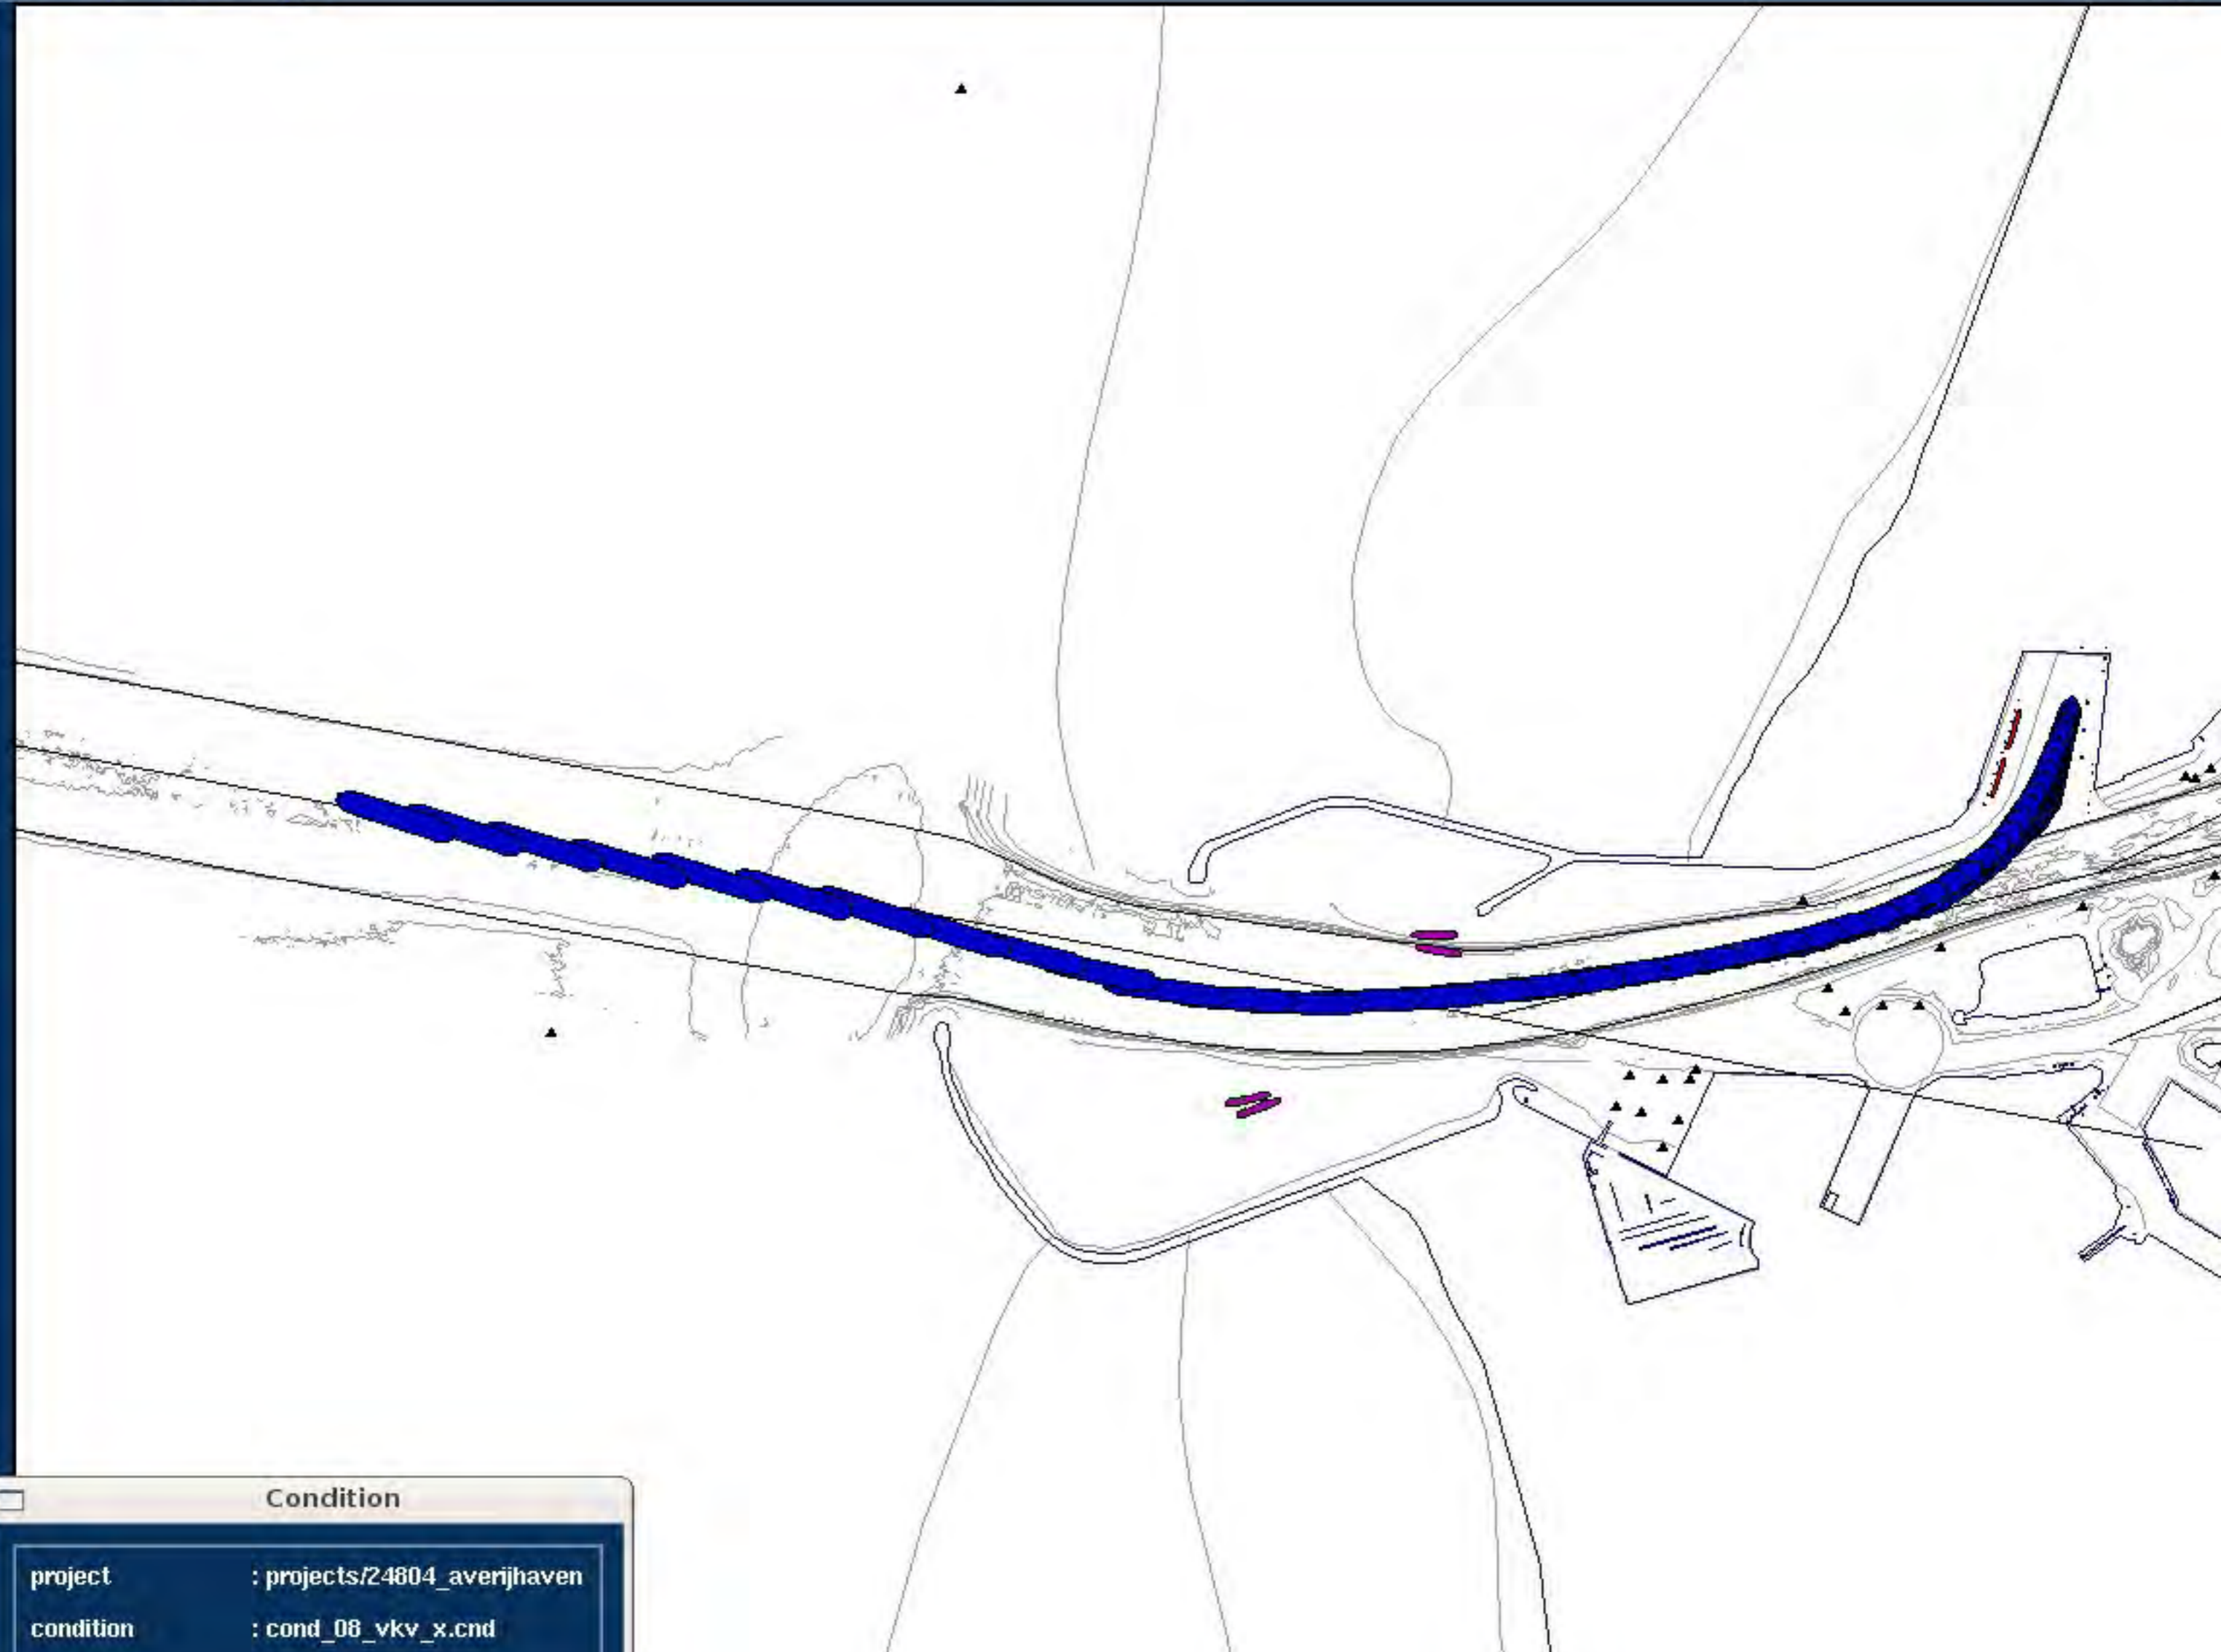 Condition
project : projects/24804_averijhaven
condition : cond_08_vkv_x.cnd